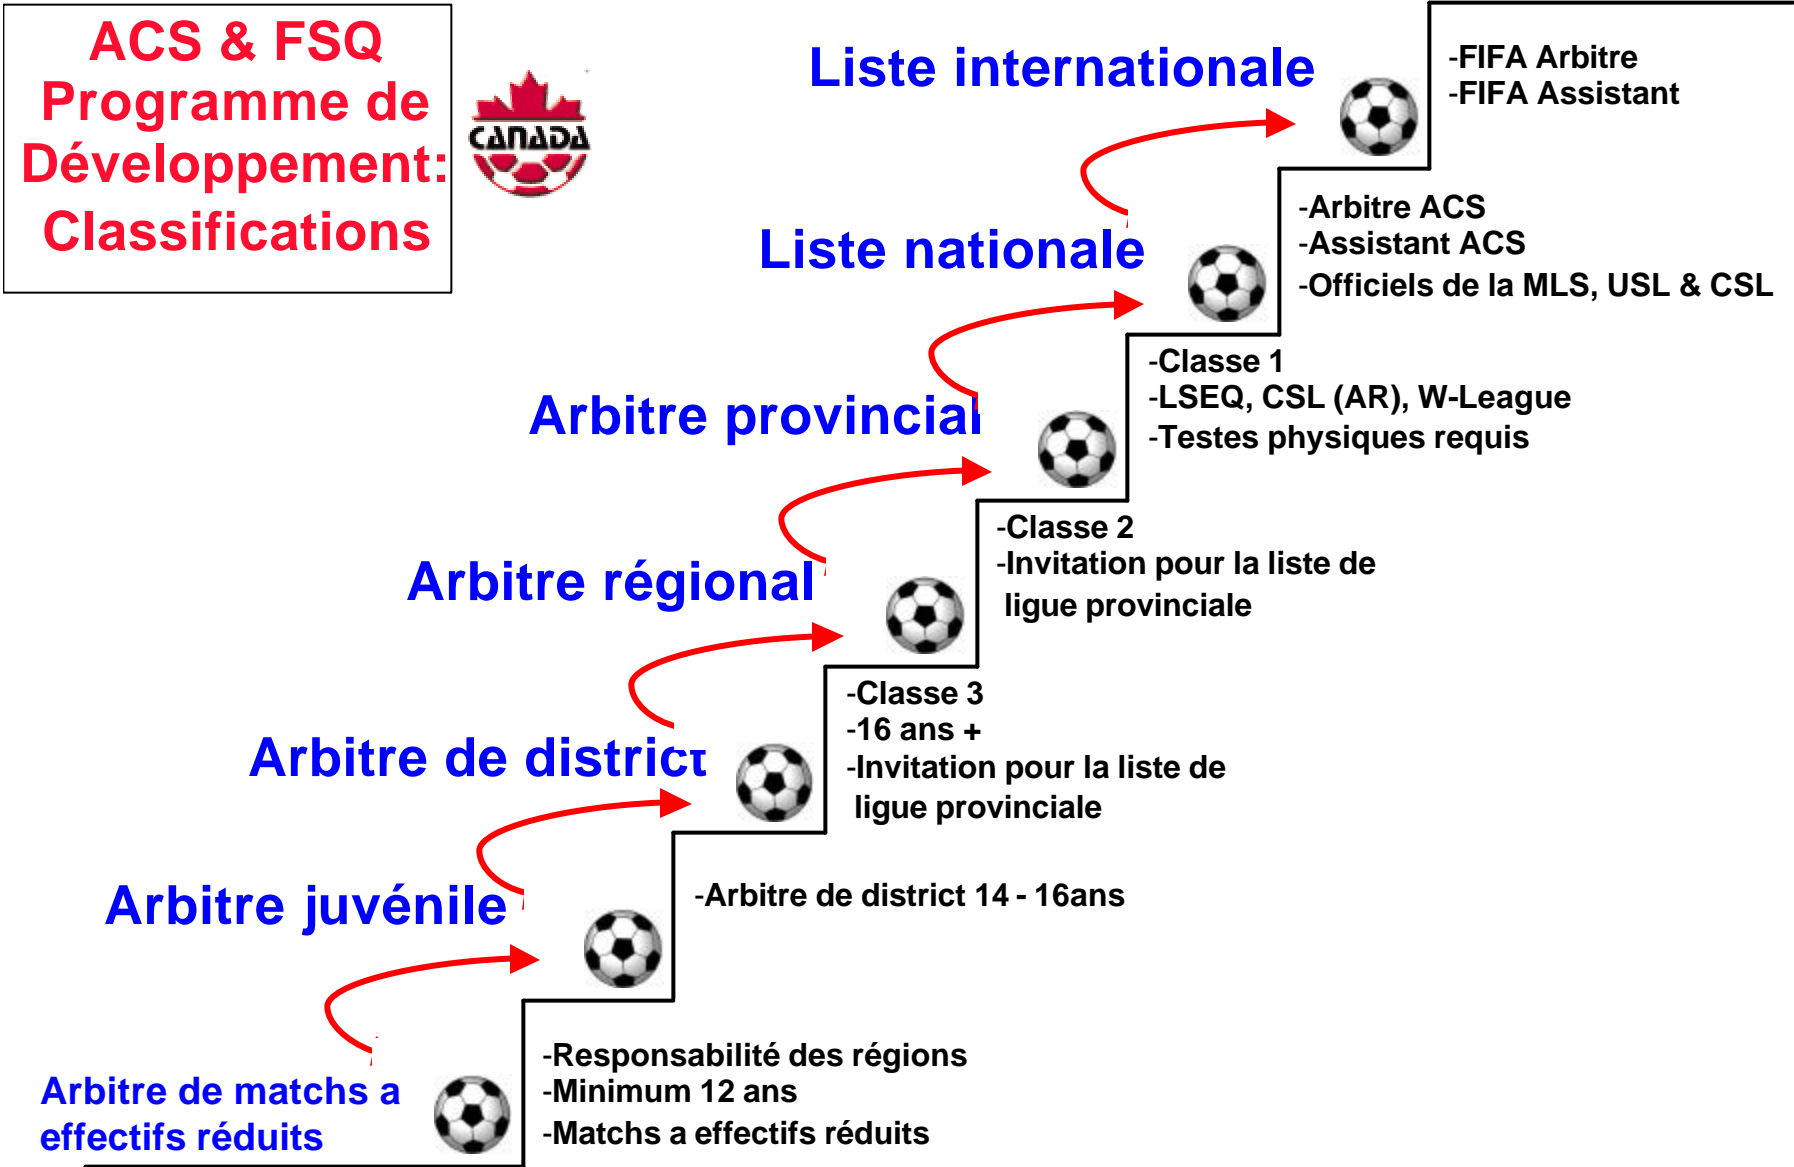 ACS & FSQ
Programme de
Développement:
Classifications
CANADA
Liste internationale
-FIFA Arbitre
-FIFA Assistant
Liste nationale
-Arbitre ACS
-Assistant ACS
-Officiels de la MLS, USL & CSL
Arbitre provincial
-Classe 1
-LSEQ, CSL (AR), W-League
-Testes physiques requis
Arbitre régional
-Classe 2
-Invitation pour la liste de
ligue provinciale
Arbitre de district
-Classe 3
-16 ans +
-Invitation pour la liste de
ligue provinciale
Arbitre juvénile
-Arbitre de district 14 - 16ans
Arbitre de matchs a
effectifs réduits
-Responsabilité des régions
-Minimum 12 ans
-Matchs a effectifs réduits